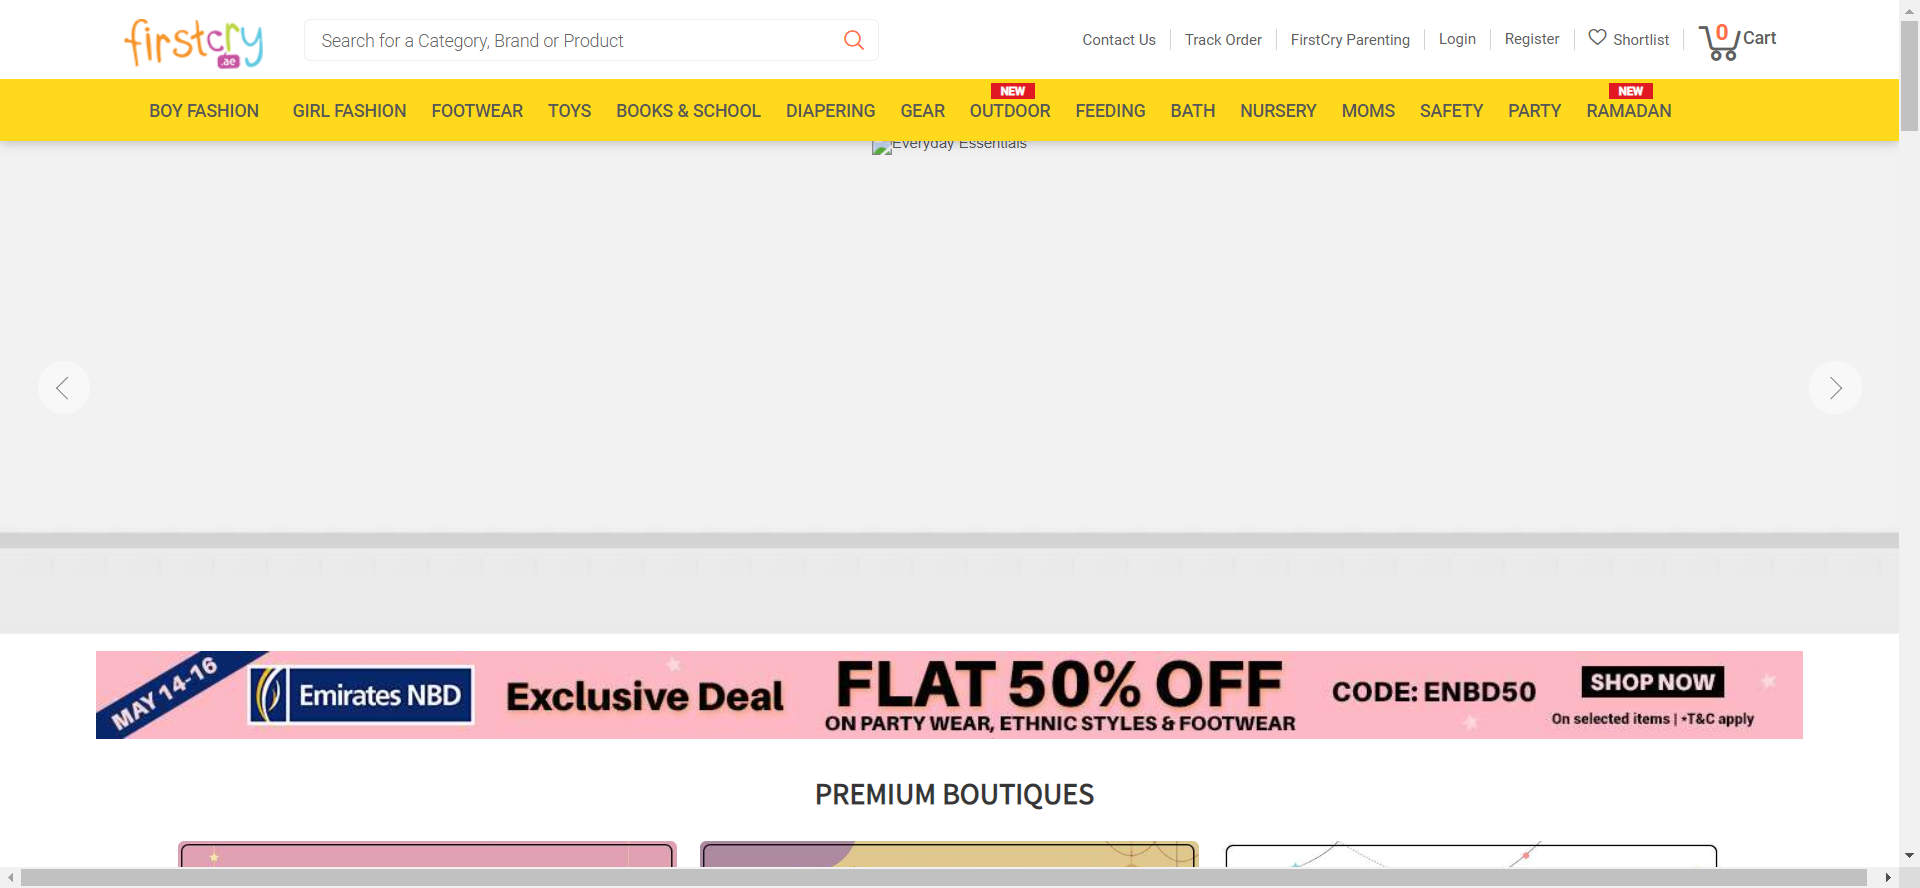 firstcry
.ae
Search for a Category, Brand or Product
Contact Us
Track Order
FirstCry Parenting
Login
Register
Shortlist
0
Cart
NEW
NEW
BOY FASHION
GIRL FASHION
FOOTWEAR
TOYS
BOOKS & SCHOOL
DIAPERING
GEAR
OUTDOOR
FEEDING
BATH
NURSERY
MOMS
SAFETY
PARTY
RAMADAN
Everyday Essentials
MAY 14-16
Emirates NBD
Exclusive Deal
FLAT 50% OFF
ON PARTY WEAR, ETHNIC STYLES & FOOTWEAR
CODE: ENBD50
SHOP NOW
On selected items | *T&C apply
PREMIUM BOUTIQUES